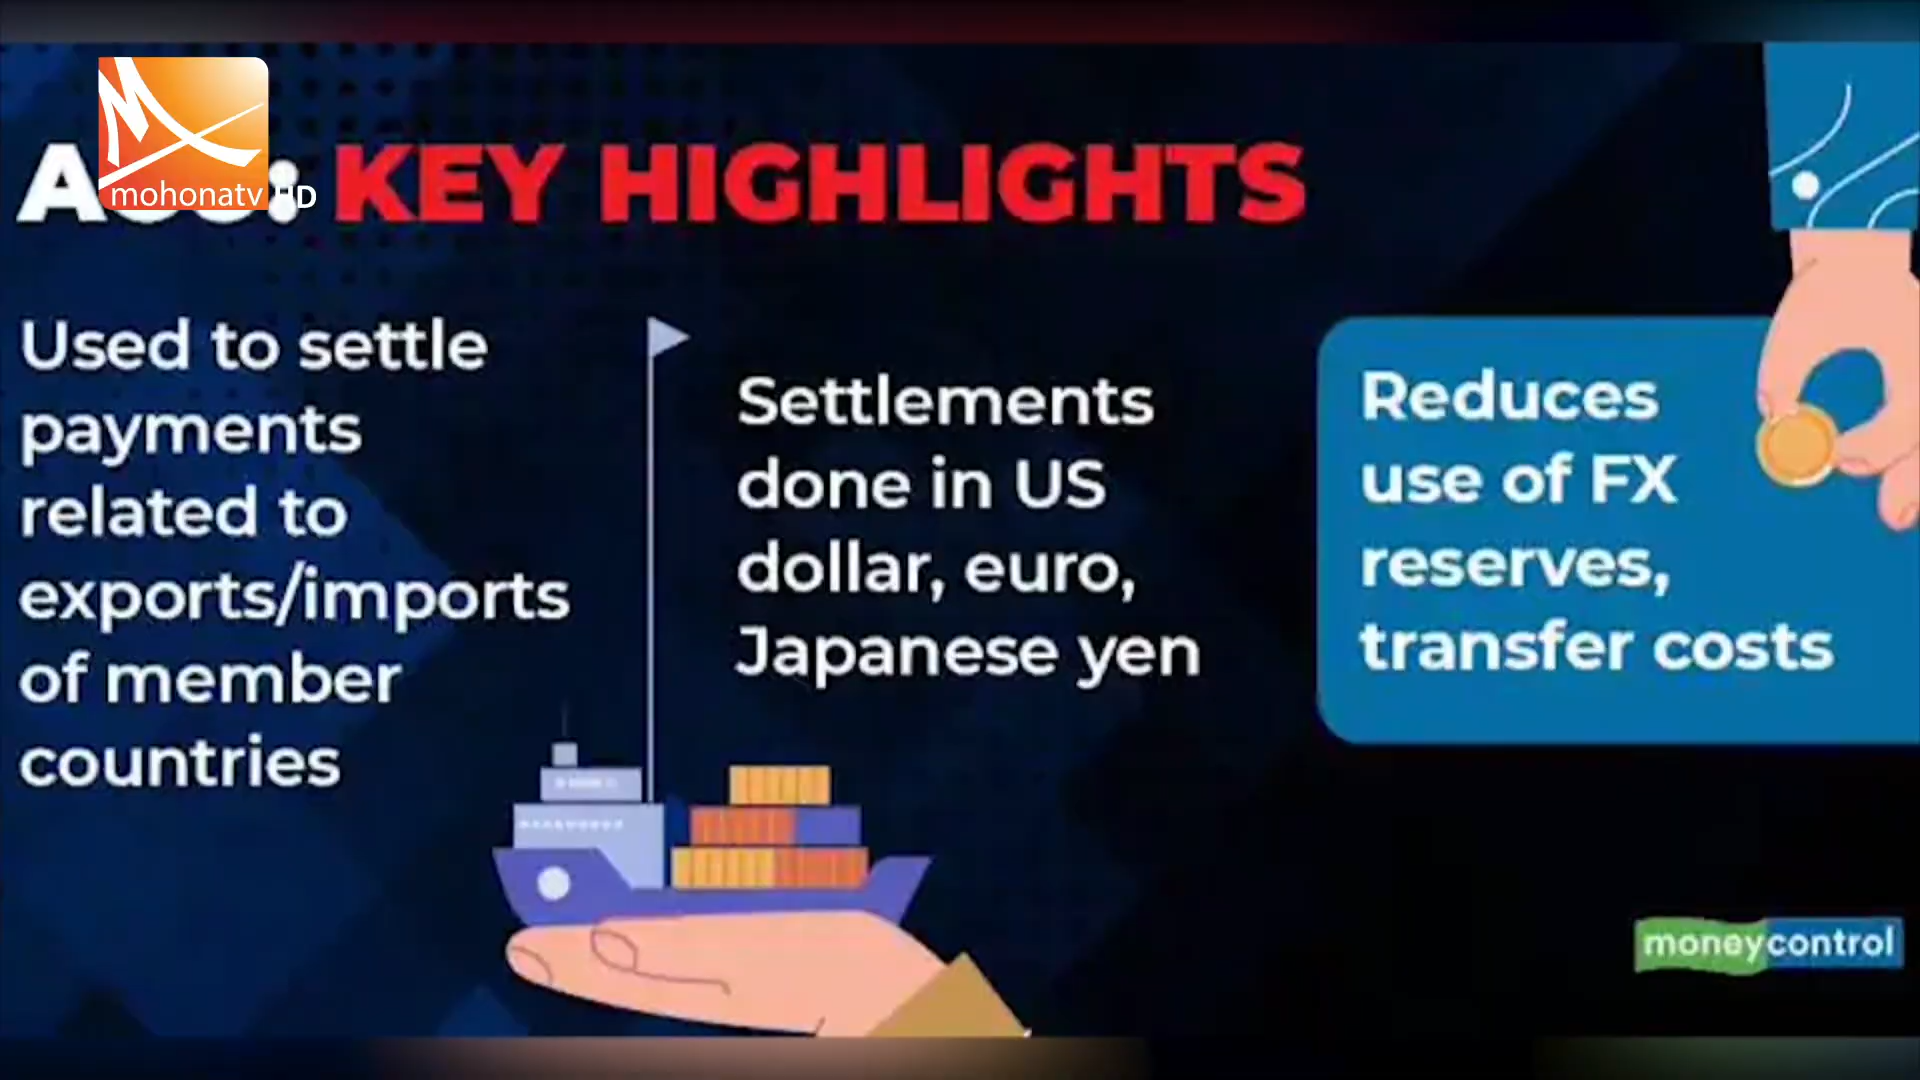 mohonatv HD
KEY HIGHLIGHTS
Used to settle
payments
related to
exports/imports
of member
countries
Settlements
done in US
dollar, euro,
Japanese yen
Reduces
use of FX
reserves,
transfer costs
moneycontrol